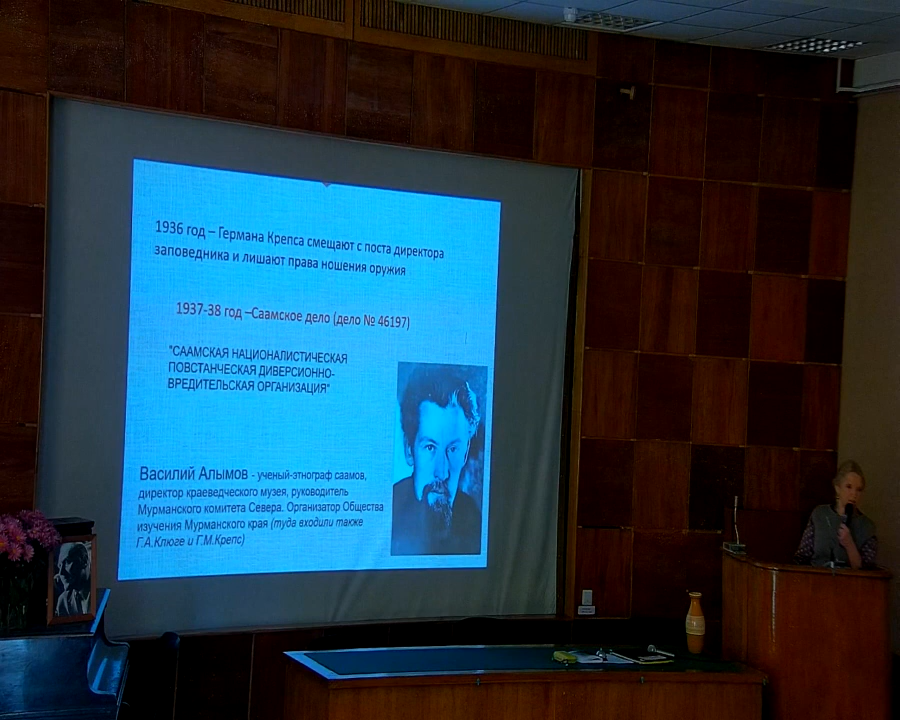 1936 год – Германа Крепса смещают с поста директора
заповедника и лишают права ношения оружия
1937-38 год –Саамское дело (дело № 46197)
"СААМСКАЯ НАЦИОНАЛИСТИЧЕСКАЯ
ПОВСТАНЧЕСКАЯ ДИВЕРСИОННО-
ВРЕДИТЕЛЬСКАЯ ОРГАНИЗАЦИЯ"
Василий Алымов - ученый-этнограф саамов,
директор краеведческого музея, руководитель
Мурманского комитета Севера. Организатор Общества
изучения Мурманского края (туда входили также
Г.А.Клюге и Г.М.Крепс)